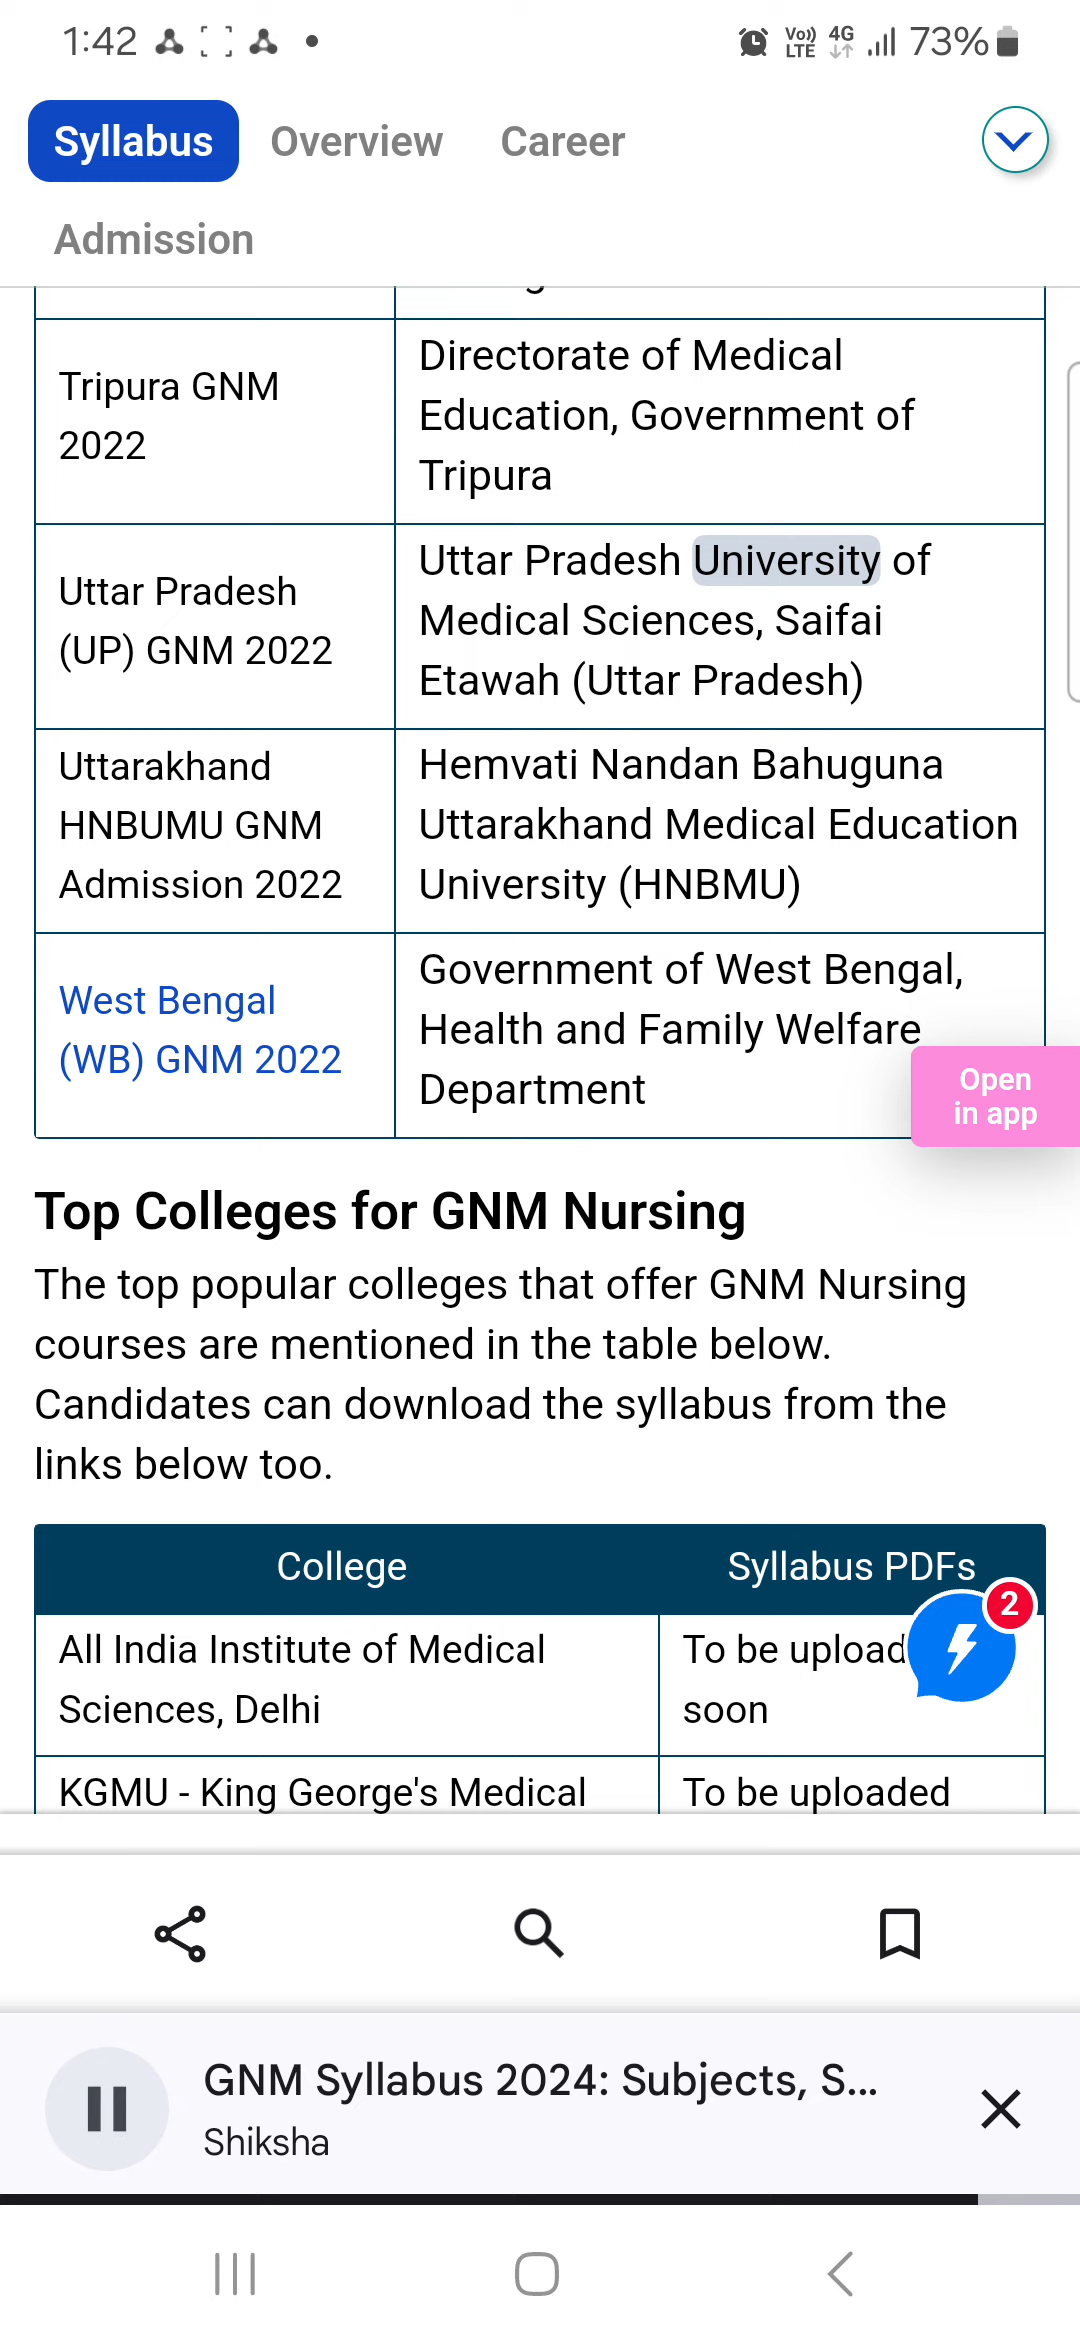 1:42
Vo)) LTE 4G 73%
Syllabus Overview Career
Admission
Tripura GNM
2022
Directorate of Medical
Education, Government of
Tripura
Uttar Pradesh
(UP) GNM 2022
Uttar Pradesh University of
Medical Sciences, Saifai
Etawah (Uttar Pradesh)
Uttarakhand
HNBUMU GNM
Admission 2022
Hemvati Nandan Bahuguna
Uttarakhand Medical Education
University (HNBMU)
West Bengal
(WB) GNM 2022
Government of West Bengal,
Health and Family Welfare
Department
Open
in app
Top Colleges for GNM Nursing
The top popular colleges that offer GNM Nursing
courses are mentioned in the table below.
Candidates can download the syllabus from the
links below too.
College Syllabus PDFs
2
All India Institute of Medical
Sciences, Delhi
To be upload
soon
KGMU - King George's Medical
To be uploaded
GNM Syllabus 2024: Subjects, S...
Shiksha